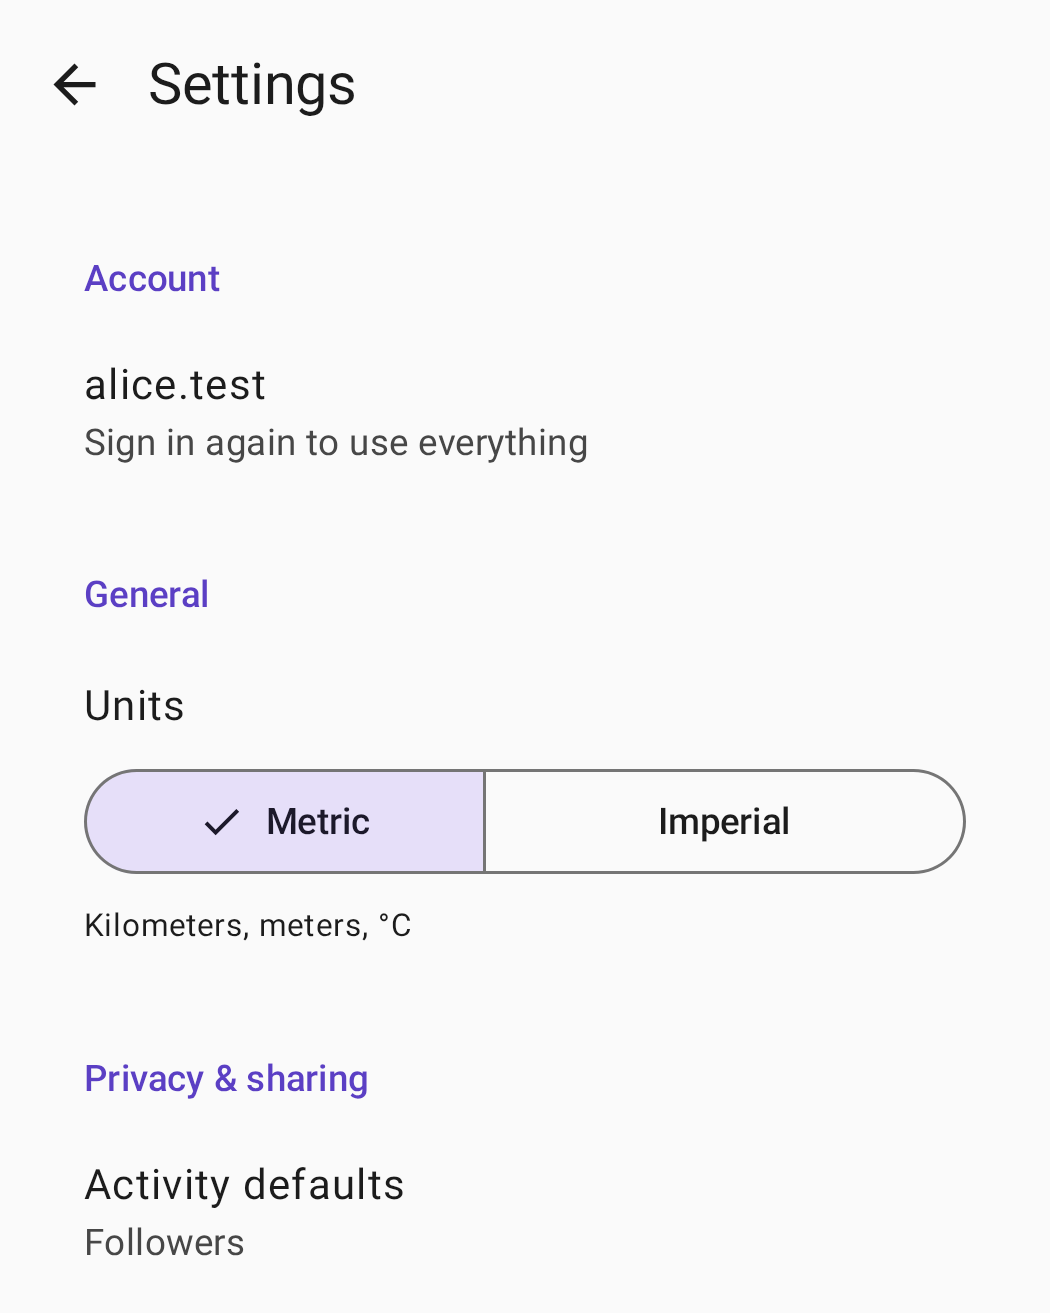 Settings
Account
alice.test
Sign in again to use everything
General
Units
Metric
Imperial
Kilometers, meters, °C
Privacy & sharing
Activity defaults
Followers